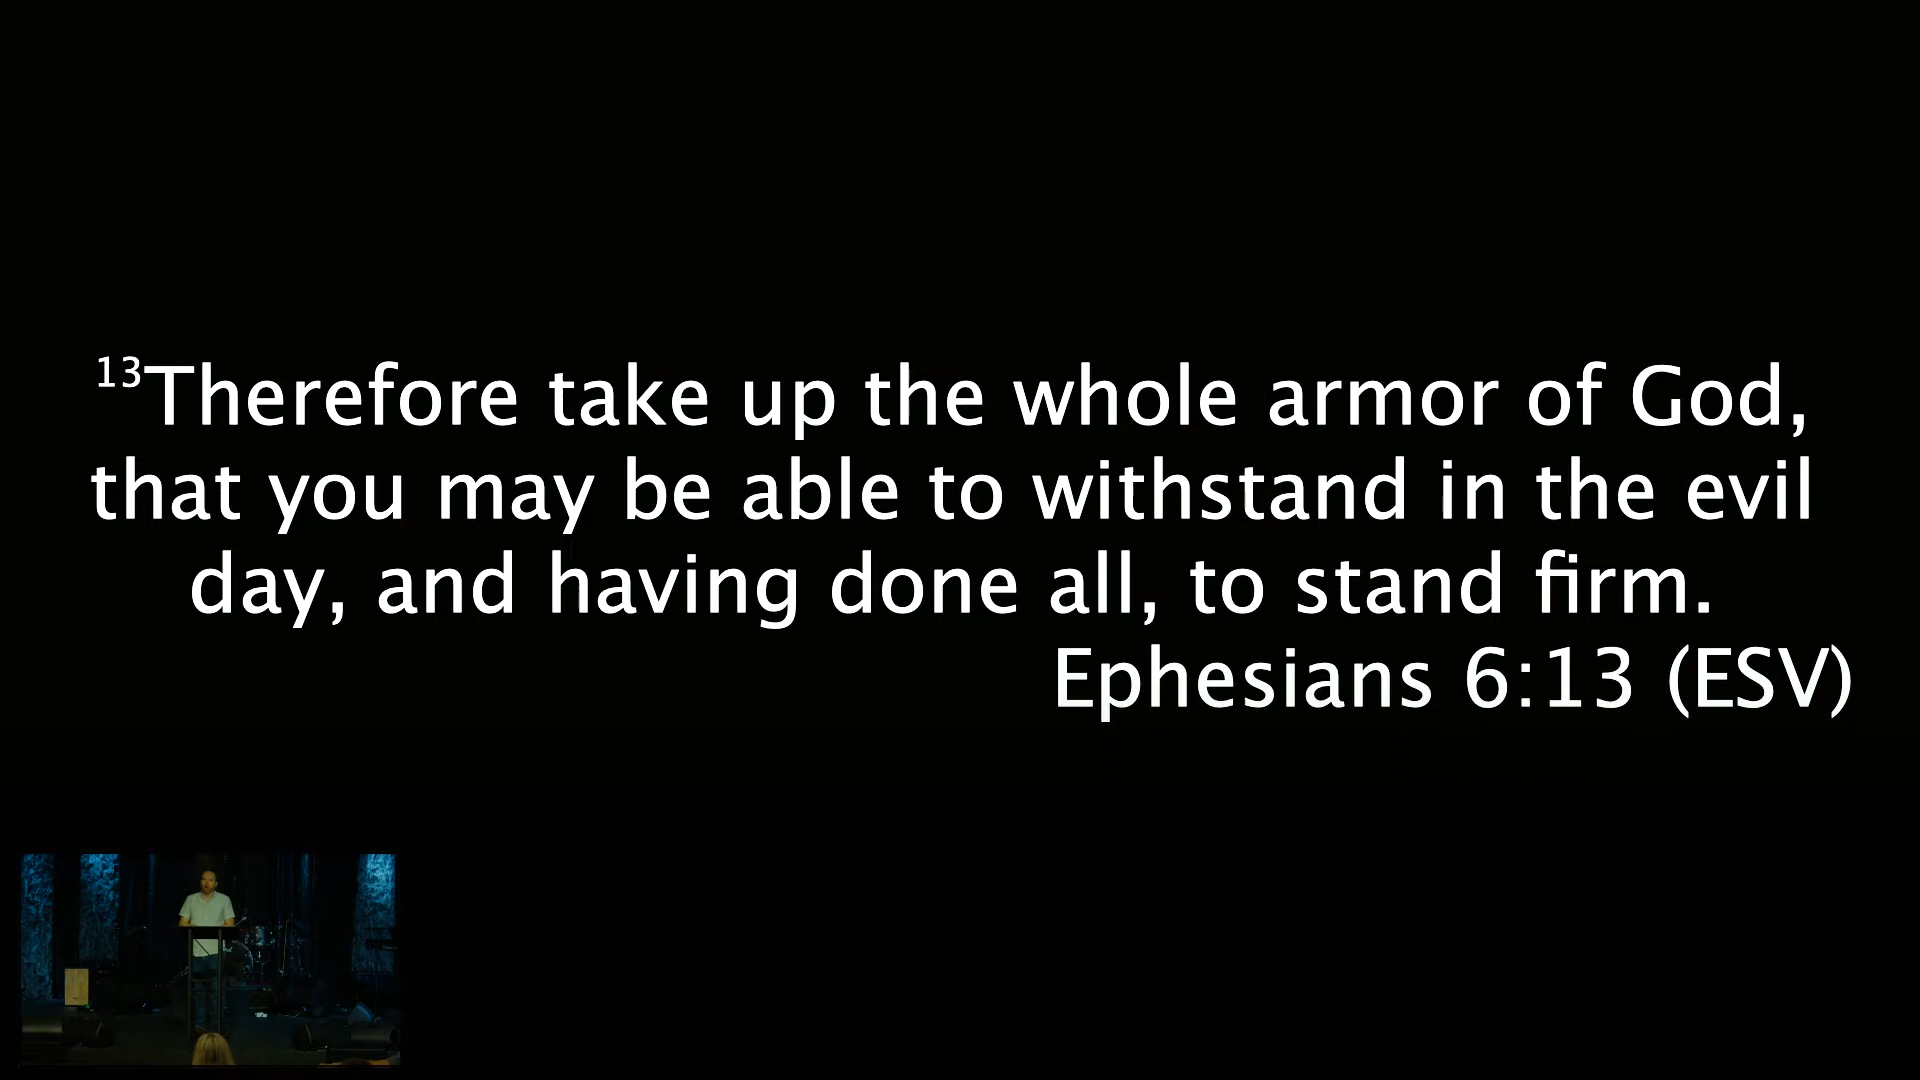 13Therefore take up the whole armor of God,
that you may be able to withstand in the evil
day, and having done all, to stand firm.
Ephesians 6:13 (ESV)